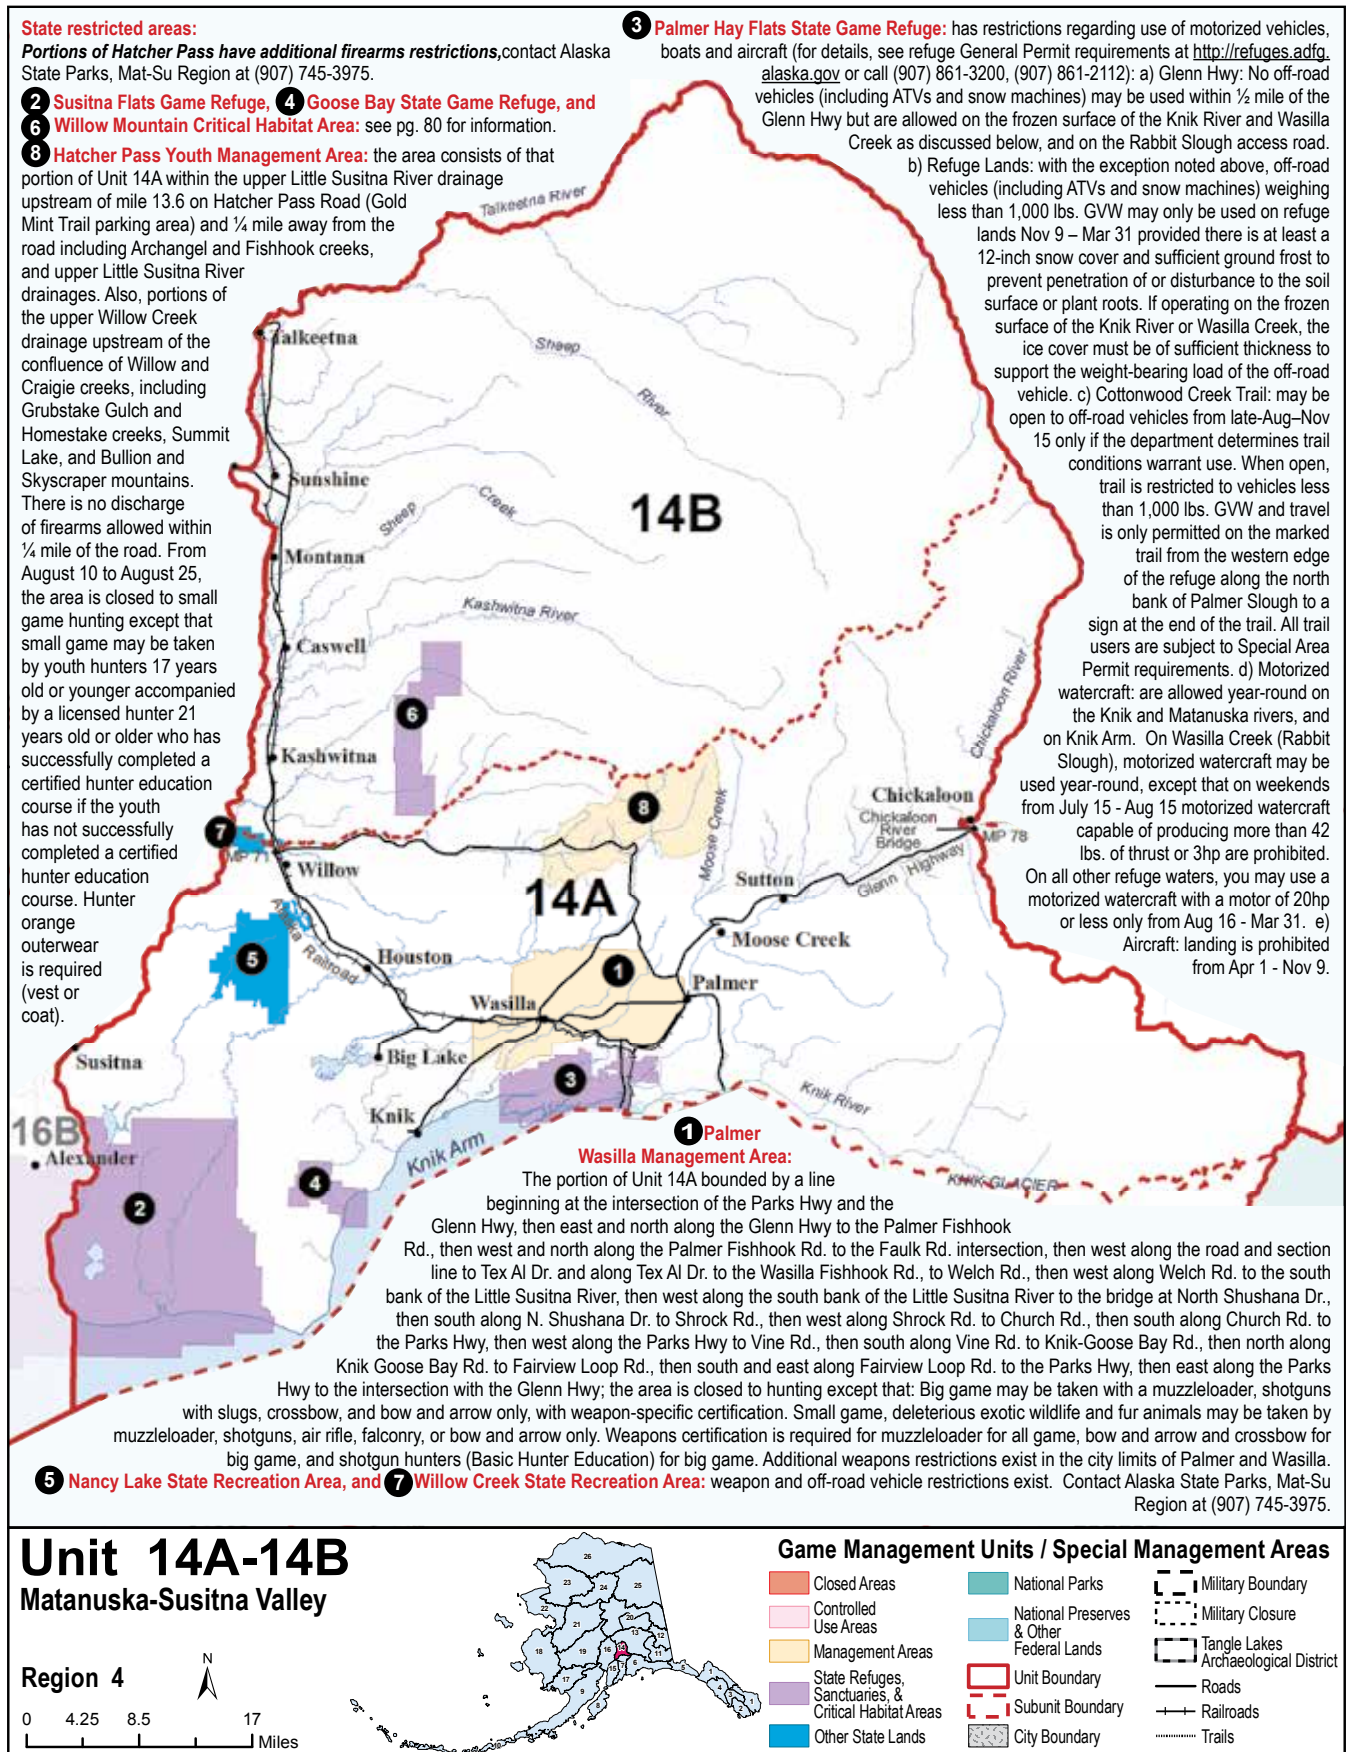 State restricted areas:
Portions of Hatcher Pass have additional firearms restrictions,contact Alaska
State Parks, Mat-Su Region at (907) 745-3975.
2 Susitna Flats Game Refuge, 4 Goose Bay State Game Refuge, and
6 Willow Mountain Critical Habitat Area: see pg. 80 for information.
8 Hatcher Pass Youth Management Area: the area consists of that
portion of Unit 14A within the upper Little Susitna River drainage
upstream of mile 13.6 on Hatcher Pass Road (Gold
Mint Trail parking area) and ¼ mile away from the
road including Archangel and Fishhook creeks,
and upper Little Susitna River
drainages. Also, portions of
the upper Willow Creek
drainage upstream of the
confluence of Willow and
Craigie creeks, including
Grubstake Gulch and
Homestake creeks, Summit
Lake, and Bullion and
Skyscraper mountains.
There is no discharge
of firearms allowed within
¼ mile of the road. From
August 10 to August 25,
the area is closed to small
game hunting except that
small game may be taken
by youth hunters 17 years
old or younger accompanied
by a licensed hunter 21
years old or older who has
successfully completed a
certified hunter education
course if the youth
has not successfully
completed a certified
hunter education
course. Hunter
orange
outerwear
is required
(vest or
coat).
3 Palmer Hay Flats State Game Refuge: has restrictions regarding use of motorized vehicles,
boats and aircraft (for details, see refuge General Permit requirements at http://refuges.adfg.
alaska.gov or call (907) 861-3200, (907) 861-2112): a) Glenn Hwy: No off-road
vehicles (including ATVs and snow machines) may be used within ½ mile of the
Glenn Hwy but are allowed on the frozen surface of the Knik River and Wasilla
Creek as discussed below, and on the Rabbit Slough access road.
b) Refuge Lands: with the exception noted above, off-road
vehicles (including ATVs and snow machines) weighing
less than 1,000 lbs. GVW may only be used on refuge
lands Nov 9 – Mar 31 provided there is at least a
12-inch snow cover and sufficient ground frost to
prevent penetration of or disturbance to the soil
surface or plant roots. If operating on the frozen
surface of the Knik River or Wasilla Creek, the
ice cover must be of sufficient thickness to
support the weight-bearing load of the off-road
vehicle. c) Cottonwood Creek Trail: may be
open to off-road vehicles from late-Aug–Nov
15 only if the department determines trail
conditions warrant use. When open,
trail is restricted to vehicles less
than 1,000 lbs. GVW and travel
is only permitted on the marked
trail from the western edge
of the refuge along the north
bank of Palmer Slough to a
sign at the end of the trail. All trail
users are subject to Special Area
Permit requirements. d) Motorized
watercraft: are allowed year-round on
the Knik and Matanuska rivers, and
on Knik Arm. On Wasilla Creek (Rabbit
Slough), motorized watercraft may be
used year-round, except that on weekends
from July 15 - Aug 15 motorized watercraft
capable of producing more than 42
lbs. of thrust or 3hp are prohibited.
On all other refuge waters, you may use a
motorized watercraft with a motor of 20hp
or less only from Aug 16 - Mar 31. e)
Aircraft: landing is prohibited
from Apr 1 - Nov 9.
Talkeetna River
Talkeetna
Sheep
River
Sunshine
Sheep
Creek
14B
Montana
Kashwitna River
Caswell
6
Kashwitna
Chickaloon River
Moose Creek
8
7
MP 71
Willow
Chickaloon
Chickaloon
River
Bridge
MP 78
Glenn Highway
Sutton
14A
Moose Creek
Alaska Railroad
5
Houston
1
Palmer
Wasilla
Big Lake
Susitna
3
Knik
Knik Arm
Knik River
KNIK GLACIER
16B
Alexander
2
4
1 Palmer
Wasilla Management Area:
The portion of Unit 14A bounded by a line
beginning at the intersection of the Parks Hwy and the
Glenn Hwy, then east and north along the Glenn Hwy to the Palmer Fishhook
Rd., then west and north along the Palmer Fishhook Rd. to the Faulk Rd. intersection, then west along the road and section
line to Tex Al Dr. and along Tex Al Dr. to the Wasilla Fishhook Rd., to Welch Rd., then west along Welch Rd. to the south
bank of the Little Susitna River, then west along the south bank of the Little Susitna River to the bridge at North Shushana Dr.,
then south along N. Shushana Dr. to Shrock Rd., then west along Shrock Rd. to Church Rd., then south along Church Rd. to
the Parks Hwy, then west along the Parks Hwy to Vine Rd., then south along Vine Rd. to Knik-Goose Bay Rd., then north along
Knik Goose Bay Rd. to Fairview Loop Rd., then south and east along Fairview Loop Rd. to the Parks Hwy, then east along the Parks
Hwy to the intersection with the Glenn Hwy; the area is closed to hunting except that: Big game may be taken with a muzzleloader, shotguns
with slugs, crossbow, and bow and arrow only, with weapon-specific certification. Small game, deleterious exotic wildlife and fur animals may be taken by
muzzleloader, shotguns, air rifle, falconry, or bow and arrow only. Weapons certification is required for muzzleloader for all game, bow and arrow and crossbow for
big game, and shotgun hunters (Basic Hunter Education) for big game. Additional weapons restrictions exist in the city limits of Palmer and Wasilla.
5 Nancy Lake State Recreation Area, and 7 Willow Creek State Recreation Area: weapon and off-road vehicle restrictions exist. Contact Alaska State Parks, Mat-Su
Region at (907) 745-3975.
Unit 14A-14B
Matanuska-Susitna Valley
Region 4
N
0 4.25 8.5 17
Miles
26
23
24
25
22
21
20
18
19
16
14
13
12
11
17
15
7
6
5
9
8
10
1
4
3
2
1
Game Management Units / Special Management Areas
Closed Areas
Controlled
Use Areas
Management Areas
State Refuges,
Sanctuaries, &
Critical Habitat Areas
Other State Lands
National Parks
National Preserves
& Other
Federal Lands
Unit Boundary
Subunit Boundary
City Boundary
Military Boundary
Military Closure
Tangle Lakes
Archaeological District
Roads
Railroads
Trails